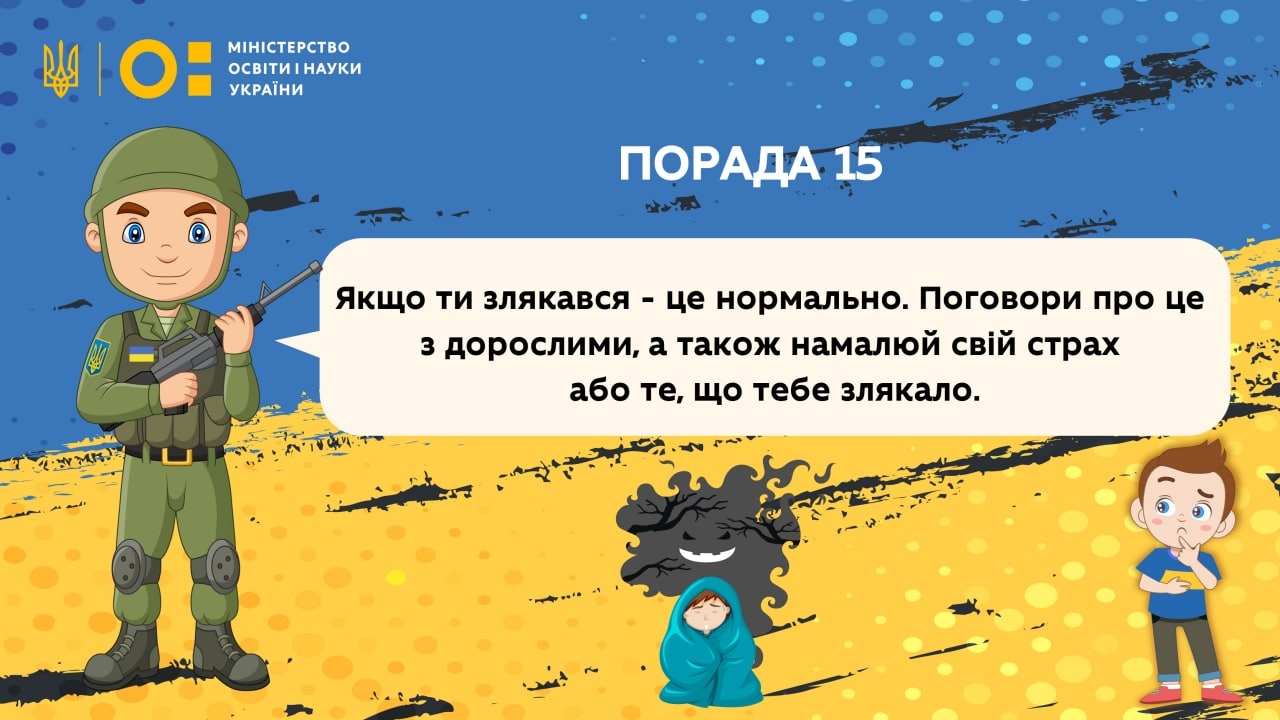 МІНІСТЕРСТВО
ОСВІТИ І НАУКИ
УКРАЇНИ
ПОРАДА 15
Якщо ти злякався - це нормально. Поговори про це
з дорослими, а також намалюй свій страх
або те, що тебе злякало.